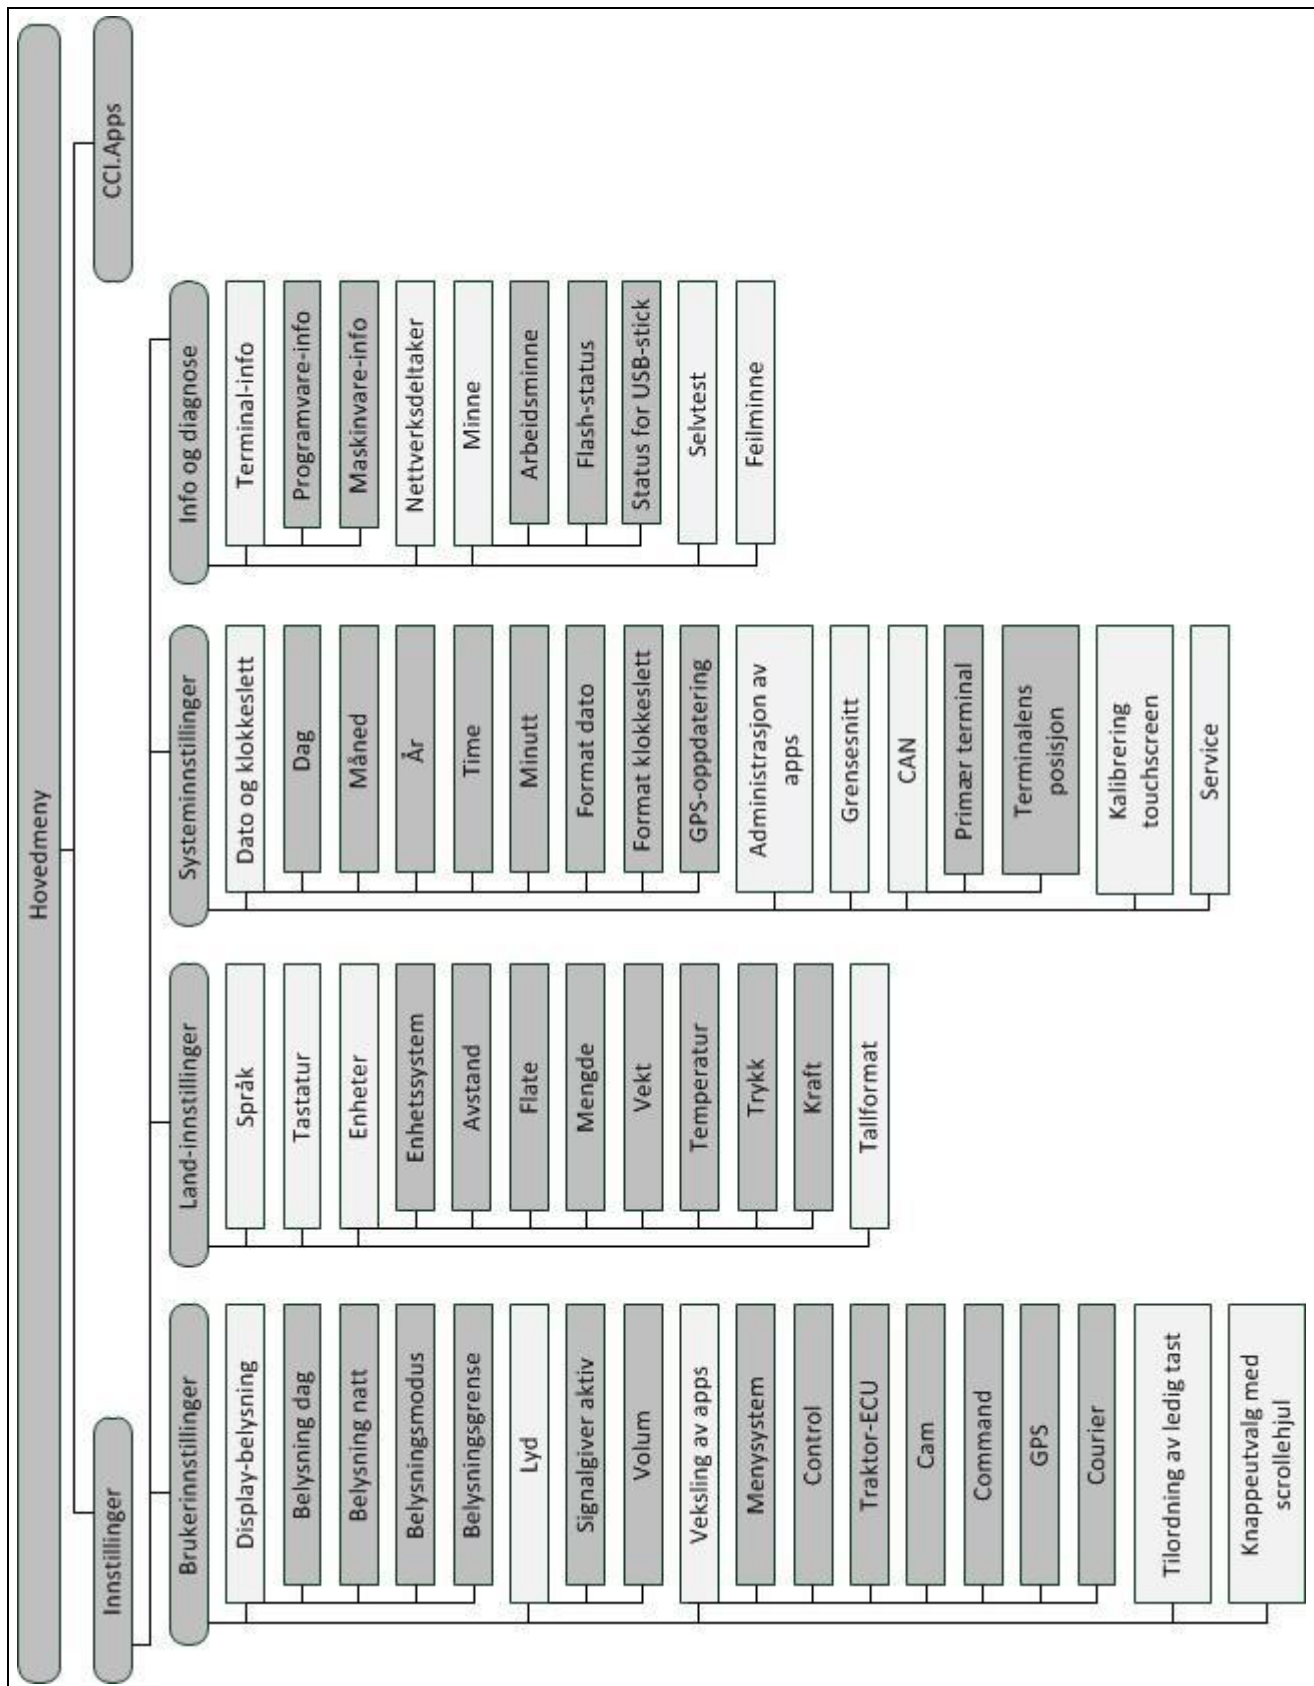 Hovedmeny
Innstillinger
CCI.Apps
Brukerinnstillinger
Display-belysning
Belysning dag
Belysning natt
Belysningsmodus
Belysningsgrense
Lyd
Signalgiver aktiv
Volum
Veksling av apps
Menysystem
Control
Traktor-ECU
Cam
Command
GPS
Courier
Tilordning av ledig tast
Knappeutvalg med
scrollehjul
Land-innstillinger
Språk
Tastatur
Enheter
Enhetssystem
Avstand
Flate
Mengde
Vekt
Temperatur
Trykk
Kraft
Tallformat
Systeminnstillinger
Dato og klokkeslett
Dag
Måned
År
Time
Minutt
Format dato
Format klokkeslett
GPS-oppdatering
Administrasjon av
apps
Grensesnitt
CAN
Primær terminal
Terminalens
posisjon
Kalibrering
touchscreen
Service
Info og diagnose
Terminal-info
Programvare-info
Maskinvare-info
Nettverksdeltaker
Minne
Arbeidsminne
Flash-status
Status for USB-stick
Selvtest
Feilminne